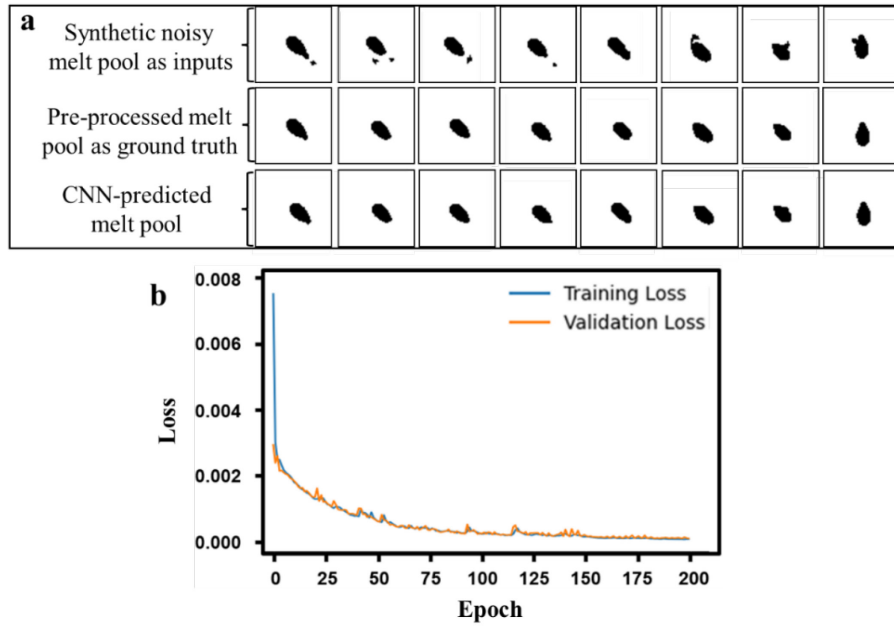 a
Synthetic noisy
melt pool as inputs
Pre-processed melt
pool as ground truth
CNN-predicted
melt pool
b
0.008
0.006
0.004
0.002
0.000
Loss
Training Loss
Validation Loss
0 25 50 75 100 125 150 175 200
Epoch